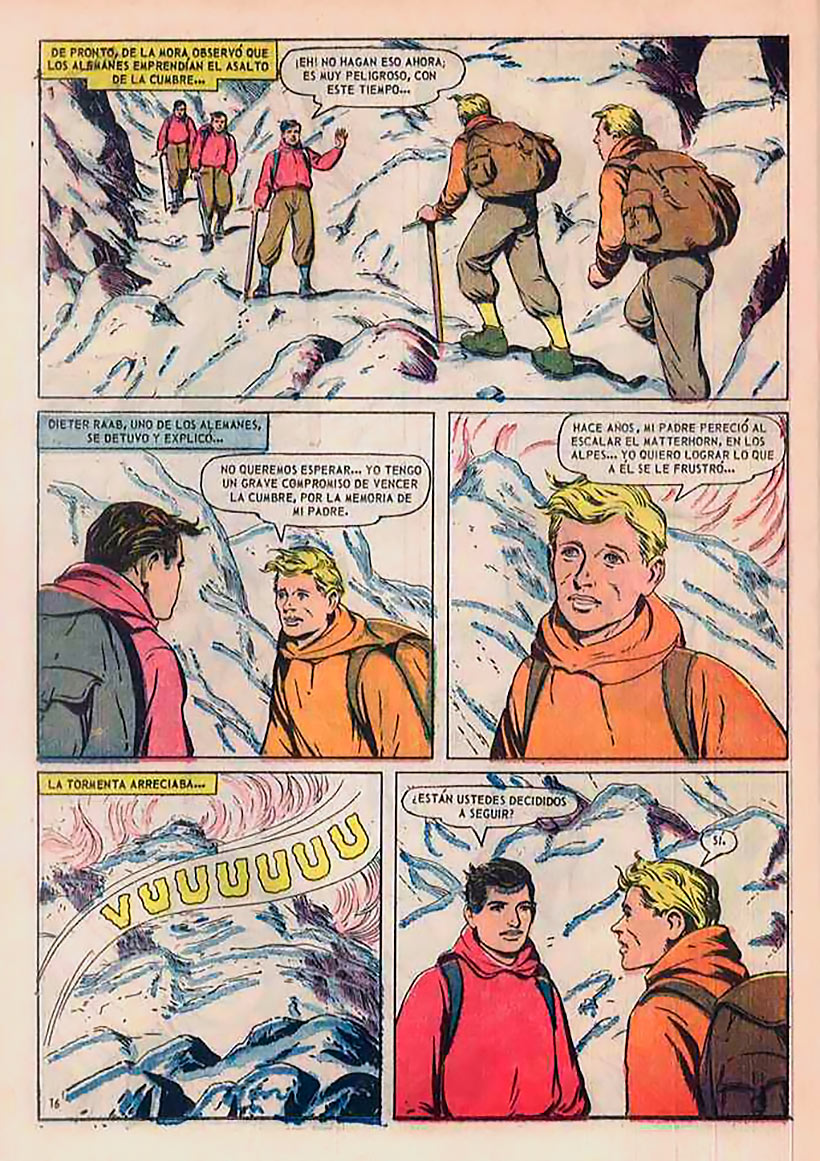 DE PRONTO, DE LA MORA OBSERVÓ QUE
LOS ALEMANES EMPRENDÍAN EL ASALTO
DE LA CUMBRE...
¡EH! NO HAGAN ESO AHORA;
ES MUY PELIGROSO, CON
ESTE TIEMPO...
DIETER RAAB, UNO DE LOS ALEMANES,
SE DETUVO Y EXPLICÓ...
NO QUEREMOS ESPERAR... YO TENGO
UN GRAVE COMPROMISO DE VENCER
LA CUMBRE, POR LA MEMORIA DE
MI PADRE.
HACE AÑOS, MI PADRE PERECIÓ AL
ESCALAR EL MATTERHORN, EN LOS
ALPES... YO QUIERO LOGRAR LO QUE
A ÉL SE LE FRUSTRÓ...
LA TORMENTA ARRECIABA...
VUUUUUU
16
¿ESTÁN USTEDES DECIDIDOS
A SEGUIR?
SÍ.